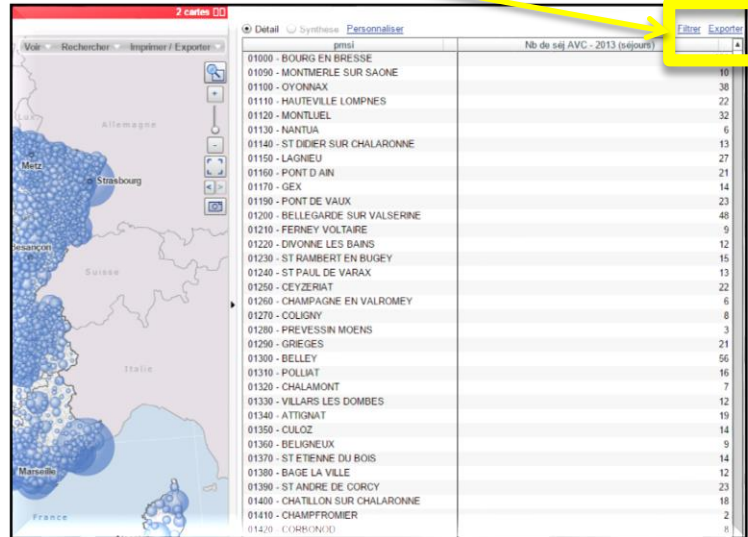 2 cartes
Détail Synthèse Personnaliser Filtrer Exporter
Voir Rechercher Imprimer / Exporter
pmsi Nb de séj AVC - 2013 (séjours)
01000 - BOURG EN BRESSE
01090 - MONTMERLE SUR SAONE 10
01100 - OYONNAX 38
01110 - HAUTEVILLE LOMPNES 22
01120 - MONTLUEL 32
01130 - NANTUA 6
01140 - ST DIDIER SUR CHALARONNE 13
01150 - LAGNIEU 27
01160 - PONT D AIN 21
01170 - GEX 14
01190 - PONT DE VAUX 23
01200 - BELLEGARDE SUR VALSERINE 48
01210 - FERNEY VOLTAIRE 9
01220 - DIVONNE LES BAINS 12
01230 - ST RAMBERT EN BUGEY 15
01240 - ST PAUL DE VARAX 13
01250 - CEYZERIAT 22
01260 - CHAMPAGNE EN VALROMEY 6
01270 - COLIGNY 8
01280 - PREVESSIN MOENS 3
01290 - GRIEGES 21
01300 - BELLEY 56
01310 - POLLIAT 16
01320 - CHALAMONT 7
01330 - VILLARS LES DOMBES 12
01340 - ATTIGNAT 19
01350 - CULOZ 14
01360 - BELIGNEUX 9
01370 - ST ETIENNE DU BOIS 14
01380 - BAGE LA VILLE 12
01390 - ST ANDRE DE CORCY 23
01400 - CHATILLON SUR CHALARONNE 18
01410 - CHAMPFROMIER 2
01420 - CORBONOD 8
Lux.
Allemagne
Metz
Strasbourg
Besançon
Suisse
Italie
Marseille
France